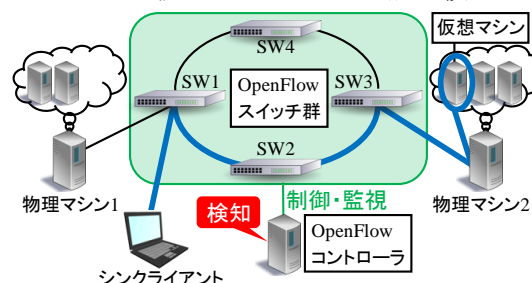 SW4
仮想マシン
SW1
OpenFlow
スイッチ群
SW3
SW2
物理マシン1
検知
制御・監視
物理マシン2
OpenFlow
コントローラ
シンクライアント